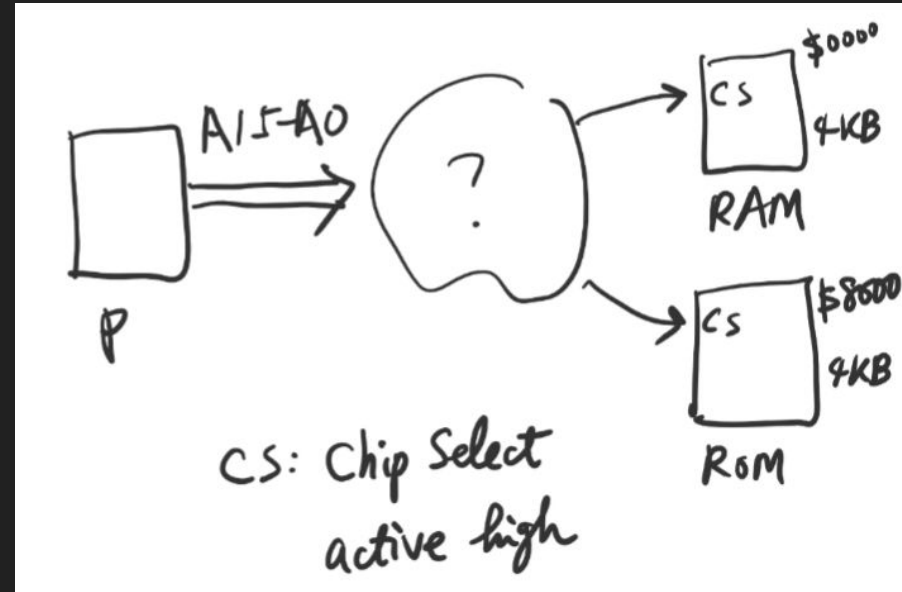 A15-A0
?
P
CS
$0000
4KB
RAM
CS
$8000
4KB
ROM
CS: Chip Select
active high